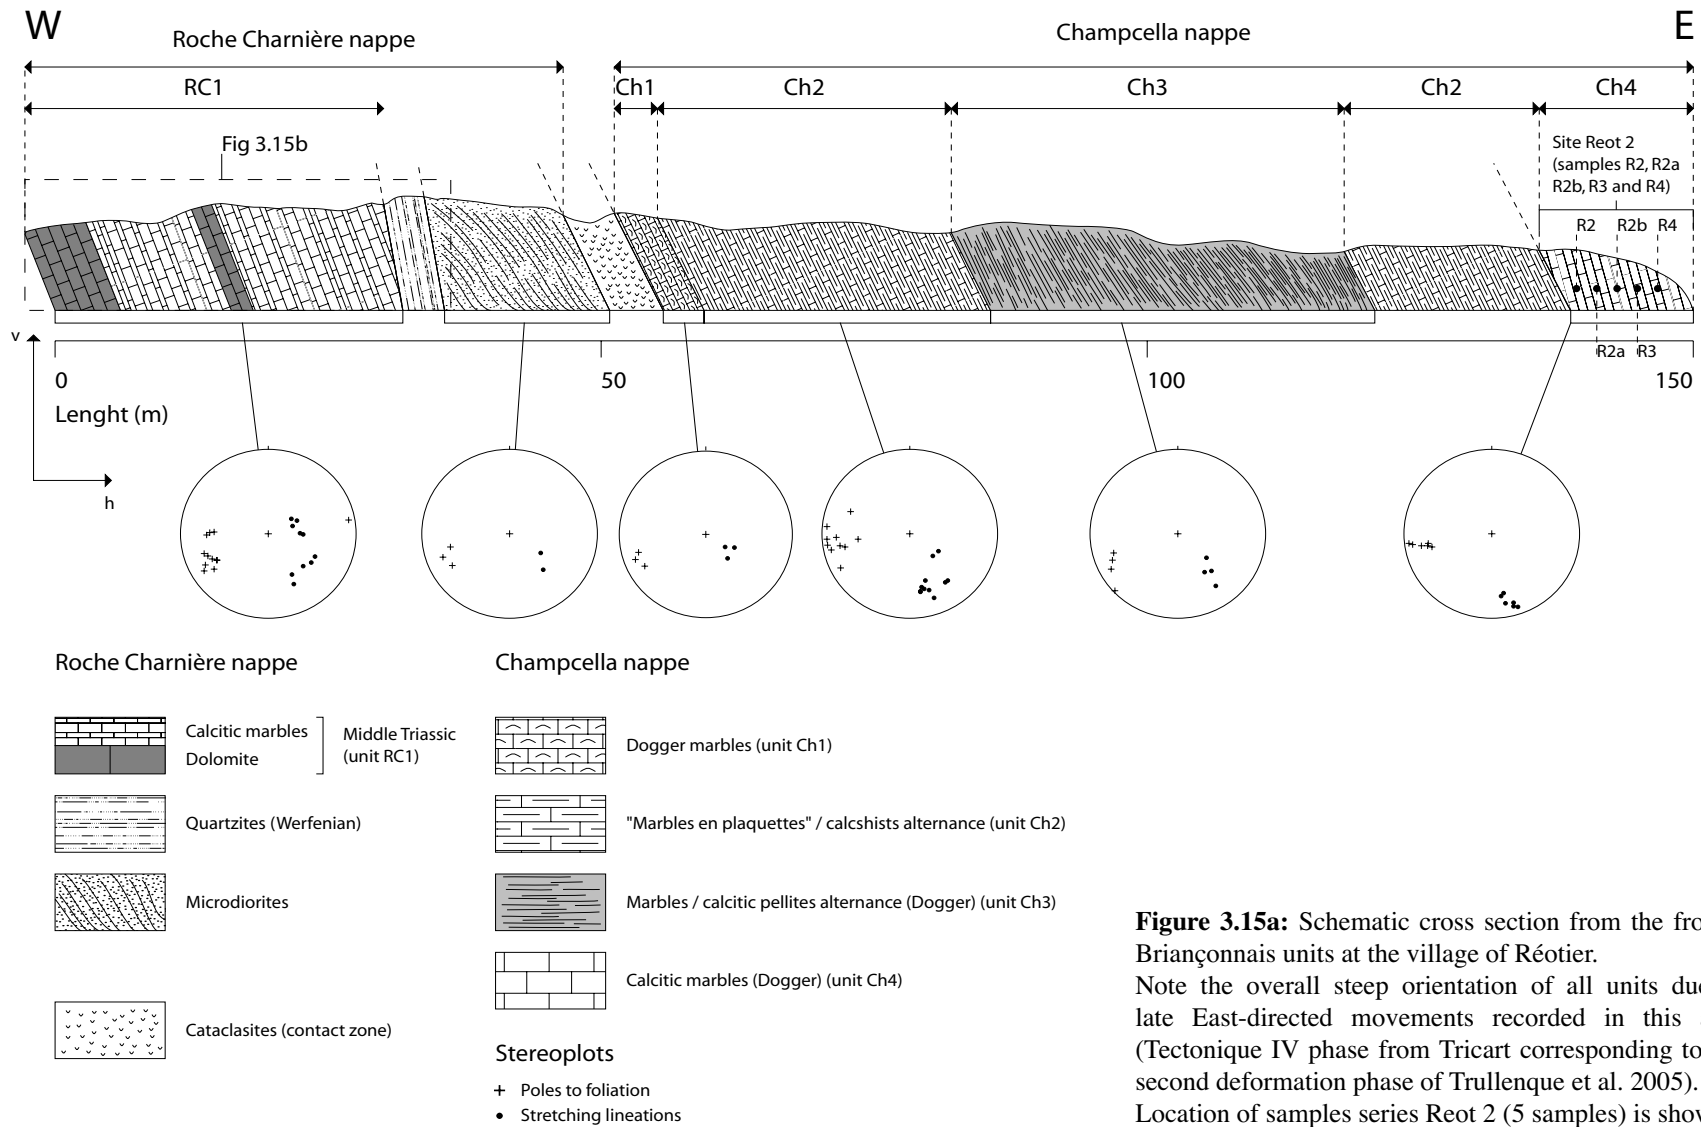 W
E
Roche Charnière nappe
Champcella nappe
RC1
Ch1
Ch2
Ch3
Ch2
Ch4
Fig 3.15b
Site Reot 2
(samples R2, R2a
R2b, R3 and R4)
R2
R2b
R4
R2a
R3
v
h
0
50
100
150
Lenght (m)
Roche Charnière nappe
Calcitic marbles
Dolomite
Middle Triassic
(unit RC1)
Quartzites (Werfenian)
Microdiorites
Cataclasites (contact zone)
Champcella nappe
Dogger marbles (unit Ch1)
"Marbles en plaquettes" / calcshists alternance (unit Ch2)
Marbles / calcitic pellites alternance (Dogger) (unit Ch3)
Calcitic marbles (Dogger) (unit Ch4)
Stereoplots
+ Poles to foliation
• Stretching lineations
Figure 3.15a: Schematic cross section from the fro
Briançonnais units at the village of Réotier.
Note the overall steep orientation of all units due
late East-directed movements recorded in this
(Tectonique IV phase from Tricart corresponding to
second deformation phase of Trullenque et al. 2005).
Location of samples series Reot 2 (5 samples) is show